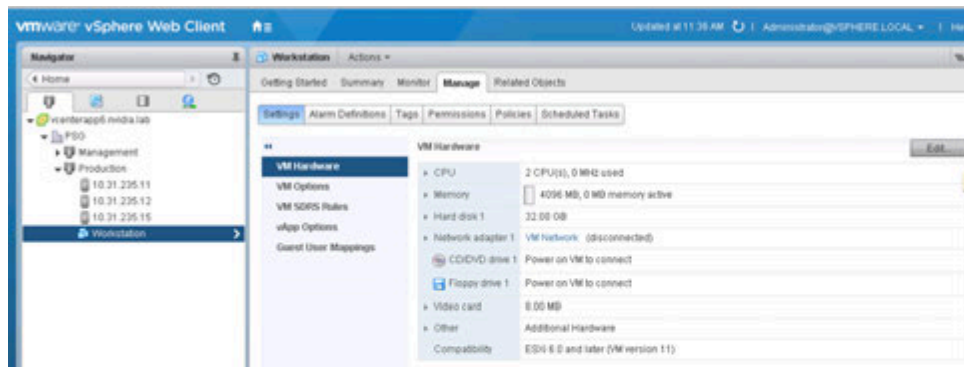 vmware vSphere Web Client
Updated at 11:36 AM
Administrator@VSPHERE.LOCAL
Navigator
Home
vcenterapp6.nvidia.lab
PSO
Management
Production
10.31.235.11
10.31.235.12
10.31.235.15
Workstation
Workstation Actions
Getting Started Summary Monitor Manage Related Objects
Settings Alarm Definitions Tags Permissions Policies Scheduled Tasks
VM Hardware
VM Options
VM SDRS Rules
vApp Options
Guest User Mappings
VM Hardware
Edit...
CPU 2 CPU(s), 0 MHz used
Memory 4096 MB, 0 MB memory active
Hard disk 1 32.00 GB
Network adapter 1 VM Network (disconnected)
CD/DVD drive 1 Power on VM to connect
Floppy drive 1 Power on VM to connect
Video card 8.00 MB
Other Additional Hardware
Compatibility ESXi 6.0 and later (VM version 11)